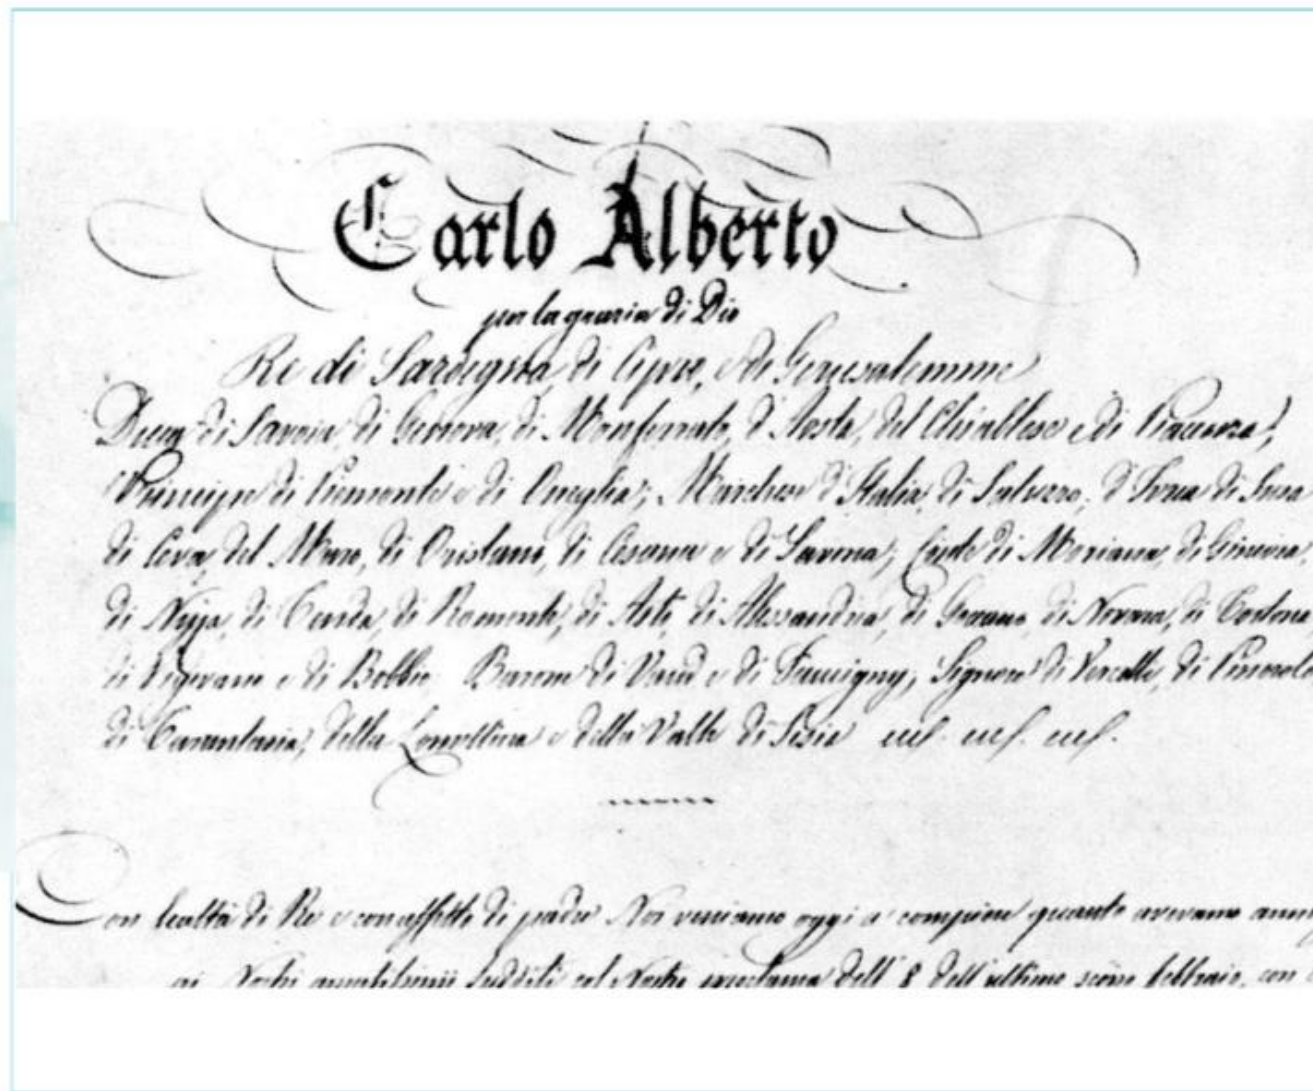 Carlo Alberto
per la grazia di Dio
Re di Sardegna, di Cipro, e di Gerusalemme
Duca di Savoia, di Genova, di Monferrato, d'Aosta, del Chiablese e di Piacenza;
Principe di Piemonte e di Oneglia; Marchese d'Italia, di Saluzzo, d'Ivrea, di Susa
di Ceva, del Maro, di Oristano, di Cesana e di Savona; Conte di Moriana, di Ginevra,
di Nizza, di Tenda, di Romonte, di Asti, di Alessandria, di Goceano, di Novara, di Tortona
di Vigevano e di Bobbio; Barone di Vaud e di Faucigny; Signore di Vercelli, di Pinerolo
di Tarantasia, della Lomellina e della Valle di Sesia ecc. ecc. ecc.
Con lealtà di Re e con affetto di padre Noi veniamo oggi a compiere quanto avevamo
ai Nostri amatissimi sudditi col Nostro proclama dell' 8 dell'ultimo scorso febbraio, con